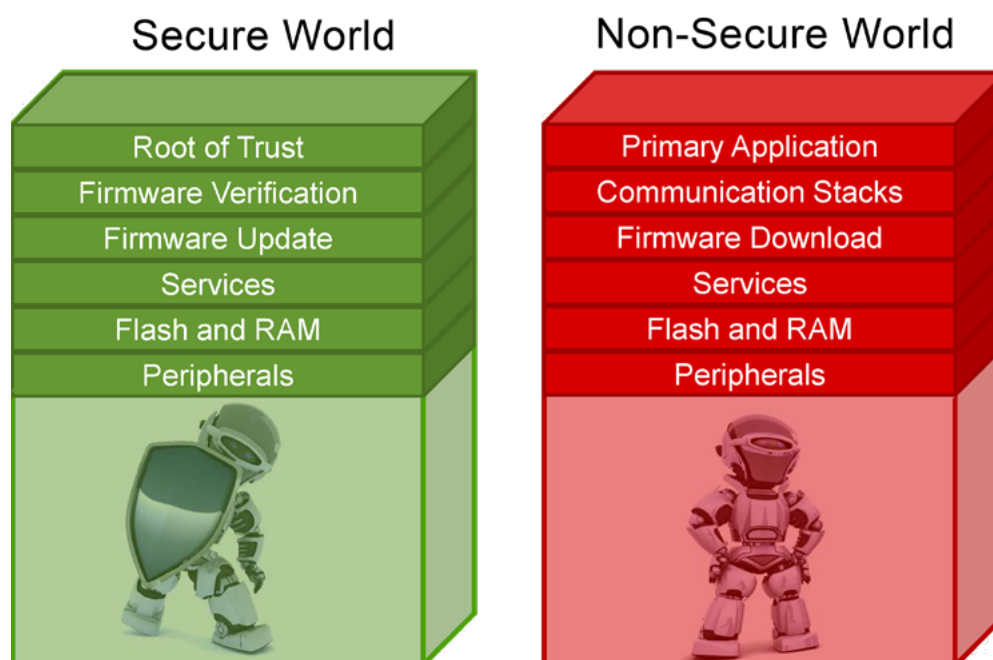 Secure World
Root of Trust
Firmware Verification
Firmware Update
Services
Flash and RAM
Peripherals
Non-Secure World
Primary Application
Communication Stacks
Firmware Download
Services
Flash and RAM
Peripherals